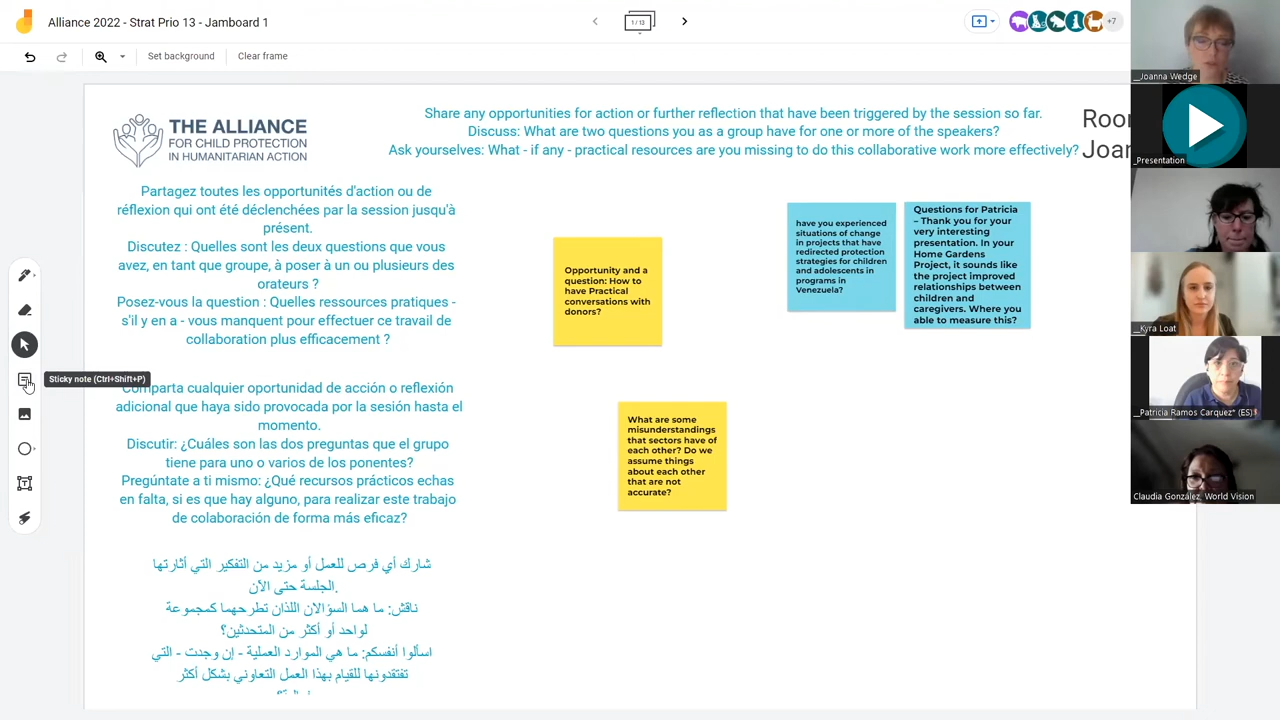 Alliance 2022 - Strat Prio 13 - Jamboard 1
1 / 13
+7
Set background
Clear frame
THE ALLIANCE
FOR CHILD PROTECTION
IN HUMANITARIAN ACTION
Share any opportunities for action or further reflection that have been triggered by the session so far.
Discuss: What are two questions you as a group have for one or more of the speakers?
Ask yourselves: What - if any - practical resources are you missing to do this collaborative work more effectively?
Partagez toutes les opportunités d'action ou de
réflexion qui ont été déclenchées par la session jusqu'à
présent.
Discutez : Quelles sont les deux questions que vous
avez, en tant que groupe, à poser à un ou plusieurs des
orateurs ?
Posez-vous la question : Quelles ressources pratiques -
s'il y en a - vous manquent pour effectuer ce travail de
collaboration plus efficacement ?
Sticky note (Ctrl+Shift+P)
Comparta cualquier oportunidad de acción o reflexión
adicional que haya sido provocada por la sesión hasta el
momento.
Discutir: ¿Cuáles son las dos preguntas que el grupo
tiene para uno o varios de los ponentes?
Pregúntate a ti mismo: ¿Qué recursos prácticos echas
en falta, si es que hay alguno, para realizar este trabajo
de colaboración de forma más eficaz?
شارك أي فرص للعمل أو مزيد من التفكير التي أثارتها
الجلسة حتى الآن.
ناقش: ما هما السؤالان اللذان تطرحهما كمجموعة
لواحد أو أكثر من المتحدثين؟
اسألوا أنفسكم: ما هي الموارد العملية - إن وجدت - التي
تفتقدونها للقيام بهذا العمل التعاوني بشكل أكثر
Opportunity and a
question: How to
have Practical
conversations with
donors?
What are some
misunderstandings
that sectors have of
each other? Do we
assume things
about each other
that are not
accurate?
have you experienced
situations of change
in projects that have
redirected protection
strategies for children
and adolescents in
programs in
Venezuela?
Questions for Patricia
– Thank you for your
very interesting
presentation. In your
Home Gardens
Project, it sounds like
the project improved
relationships between
children and
caregivers. Where you
able to measure this?
_Joanna Wedge
_Presentation
_Kyra Loat
_Patricia Ramos Carquez* (ES)
Claudia González, World Vision